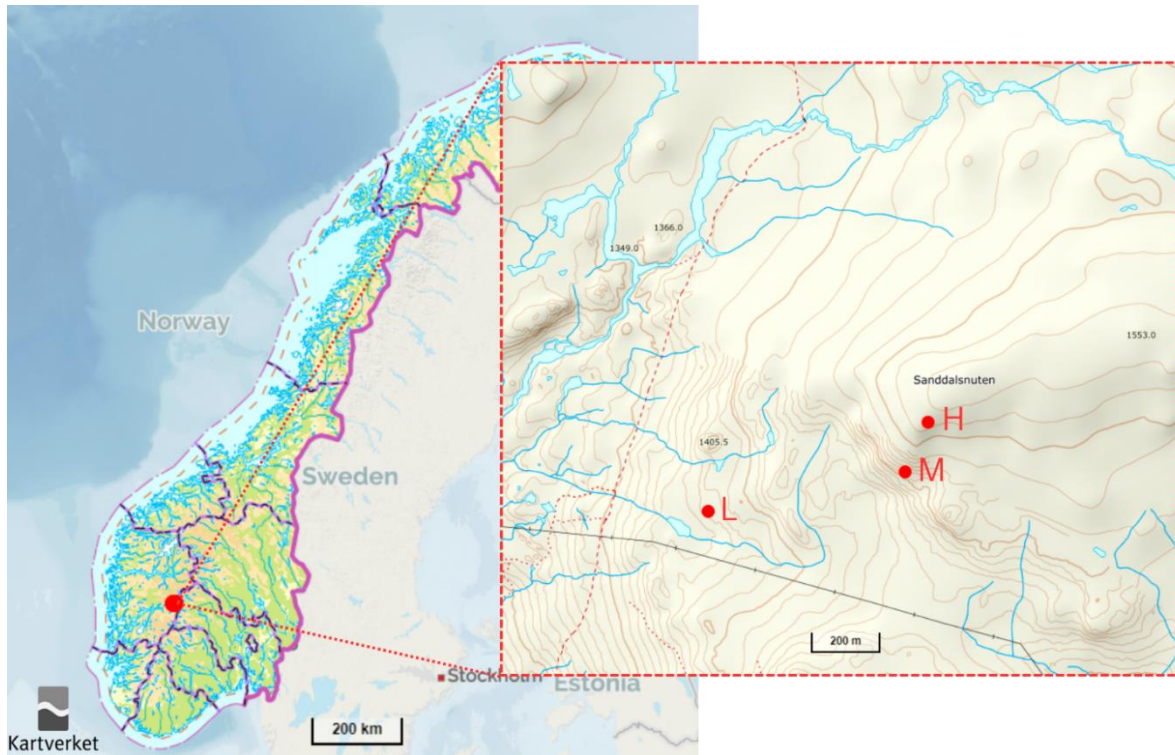 Norway
Sweden
Stockholm
Estonia
200 km
Kartverket
1366.0
1349.0
1553.0
Sanddalsnuten
H
1405.5
M
L
200 m